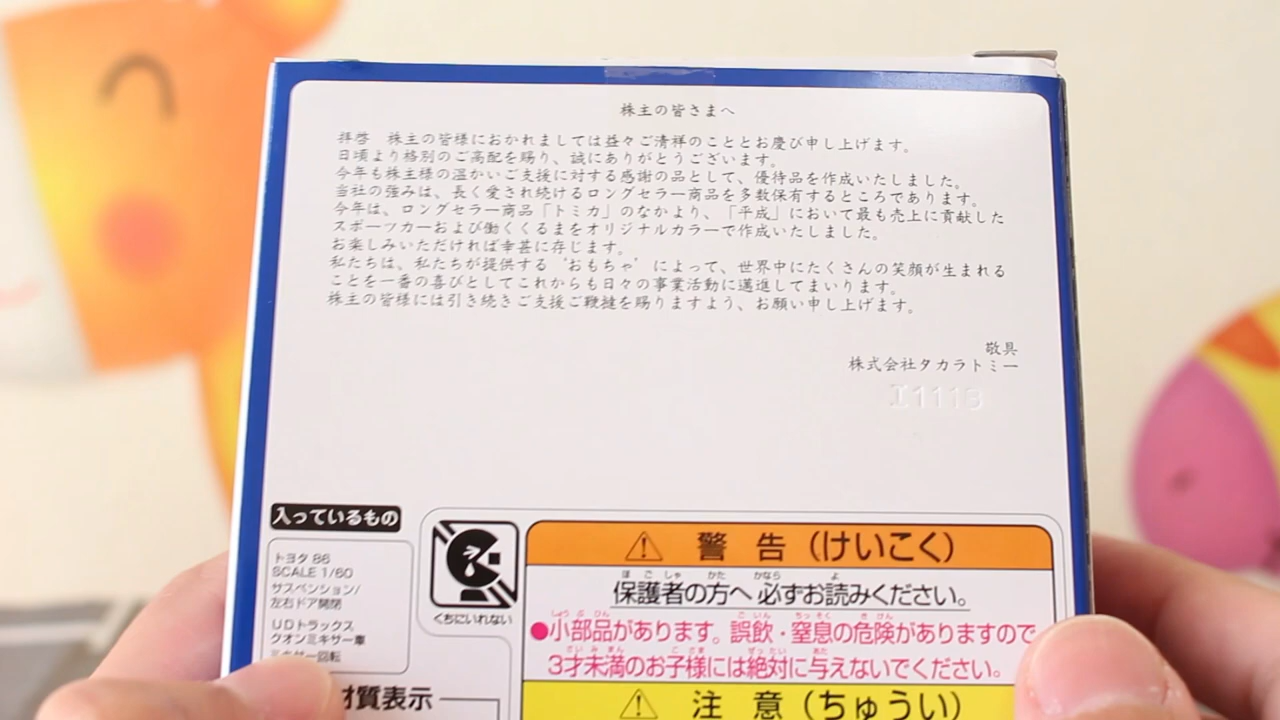 株主の皆さまへ
拝啓　株主の皆様におかれましては益々ご清祥のこととお慶び申し上げます。
日頃より格別のご高配を賜り、誠にありがとうございます。
今年も株主様の温かいご支援に対する感謝の品として、優待品を作成いたしました。
当社の強みは、長く愛され続けるロングセラー商品を多数保有するところであります。
今年は、ロングセラー商品「トミカ」のなかより、「平成」において最も売上に貢献した
スポーツカーおよび働くくるまをオリジナルカラーで作成いたしました。
お楽しみいただければ幸甚に存じます。
私たちは、私たちが提供する“おもちゃ”によって、世界中にたくさんの笑顔が生まれる
ことを一番の喜びとしてこれからも日々の事業活動に邁進してまいります。
株主の皆様には引き続きご支援ご鞭撻を賜りますよう、お願い申し上げます。
敬具
株式会社タカラトミー
I1118
入っているもの
トヨタ 86
SCALE 1/60
サスペンション/
左右ドア開閉
UDトラックス
クオンミキサー車
ミキサー回転
材質表示
くちにいれない
警 告（けいこく）
保護者の方へ 必ずお読みください。
●小部品があります。誤飲・窒息の危険がありますので
3才未満のお子様には絶対に与えないでください。
注 意（ちゅうい）